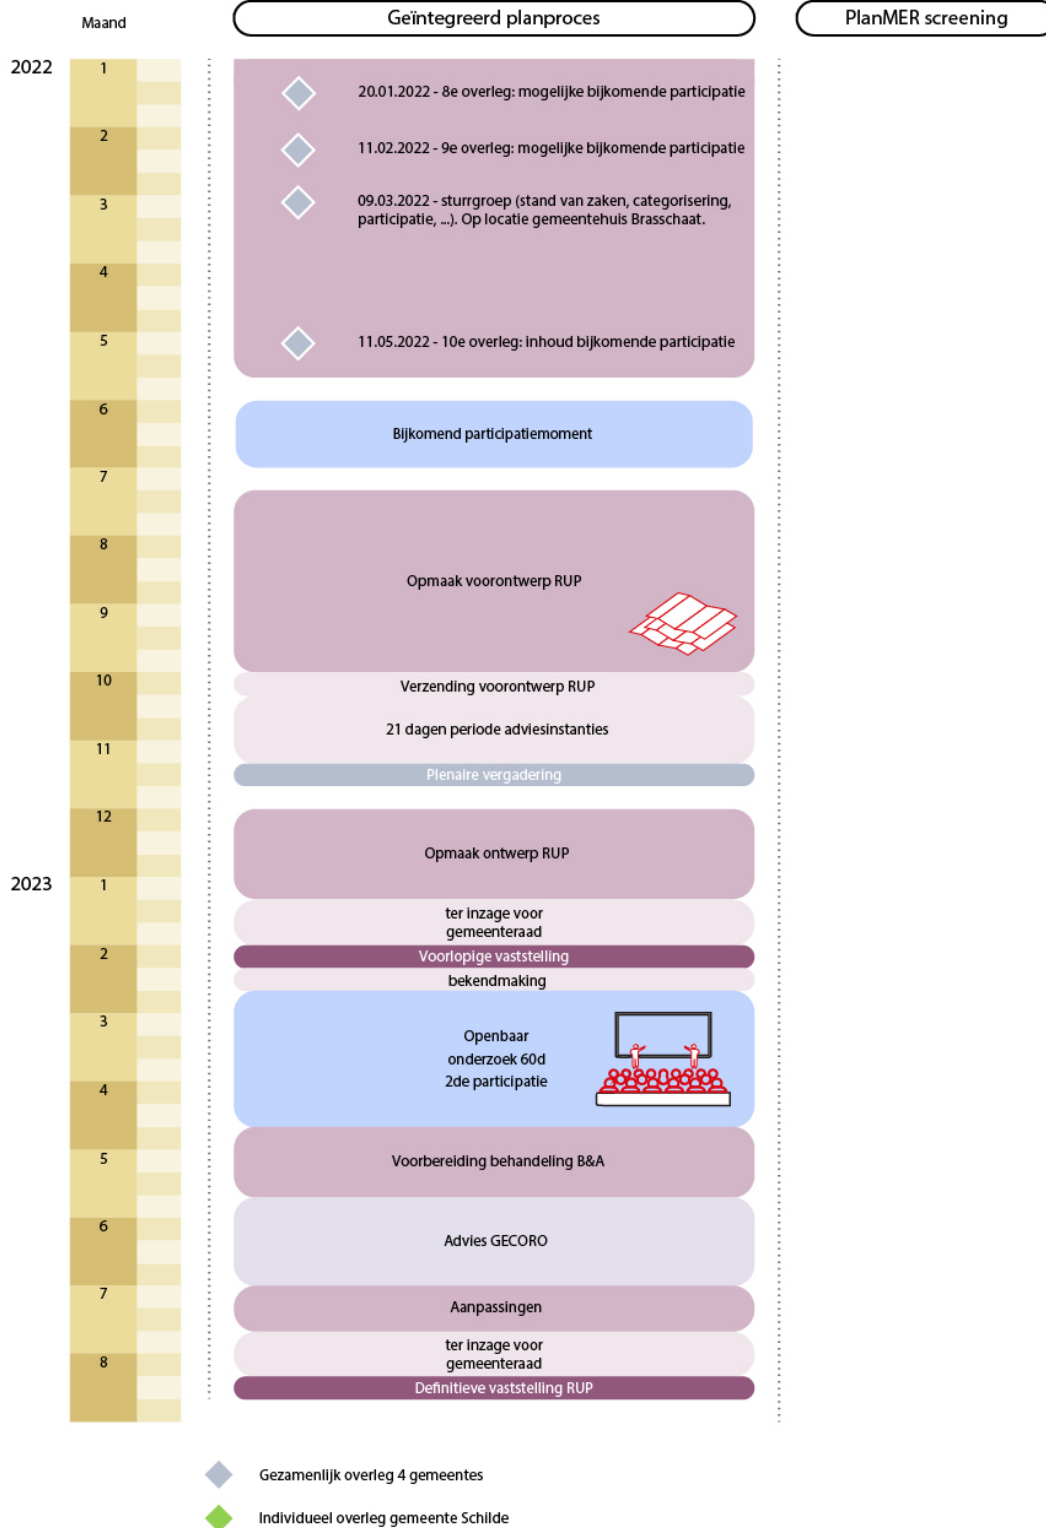 Maand
Geïntegreerd planproces
PlanMER screening
2022
1
20.01.2022 - 8e overleg: mogelijke bijkomende participatie
2
11.02.2022 - 9e overleg: mogelijke bijkomende participatie
3
09.03.2022 - sturrgroep (stand van zaken, categorisering,
participatie, ...). Op locatie gemeentehuis Brasschaat.
4
5
11.05.2022 - 10e overleg: inhoud bijkomende participatie
6
Bijkomend participatiemoment
7
8
Opmaak voorontwerp RUP
9
10
Verzending voorontwerp RUP
21 dagen periode adviesinstanties
11
Plenaire vergadering
12
Opmaak ontwerp RUP
2023
1
ter inzage voor
gemeenteraad
2
Voorlopige vaststelling
bekendmaking
3
Openbaar
onderzoek 60d
2de participatie
4
5
Voorbereiding behandeling B&A
6
Advies GECORO
7
Aanpassingen
ter inzage voor
gemeenteraad
8
Definitieve vaststelling RUP
Gezamenlijk overleg 4 gemeentes
Individueel overleg gemeente Schilde